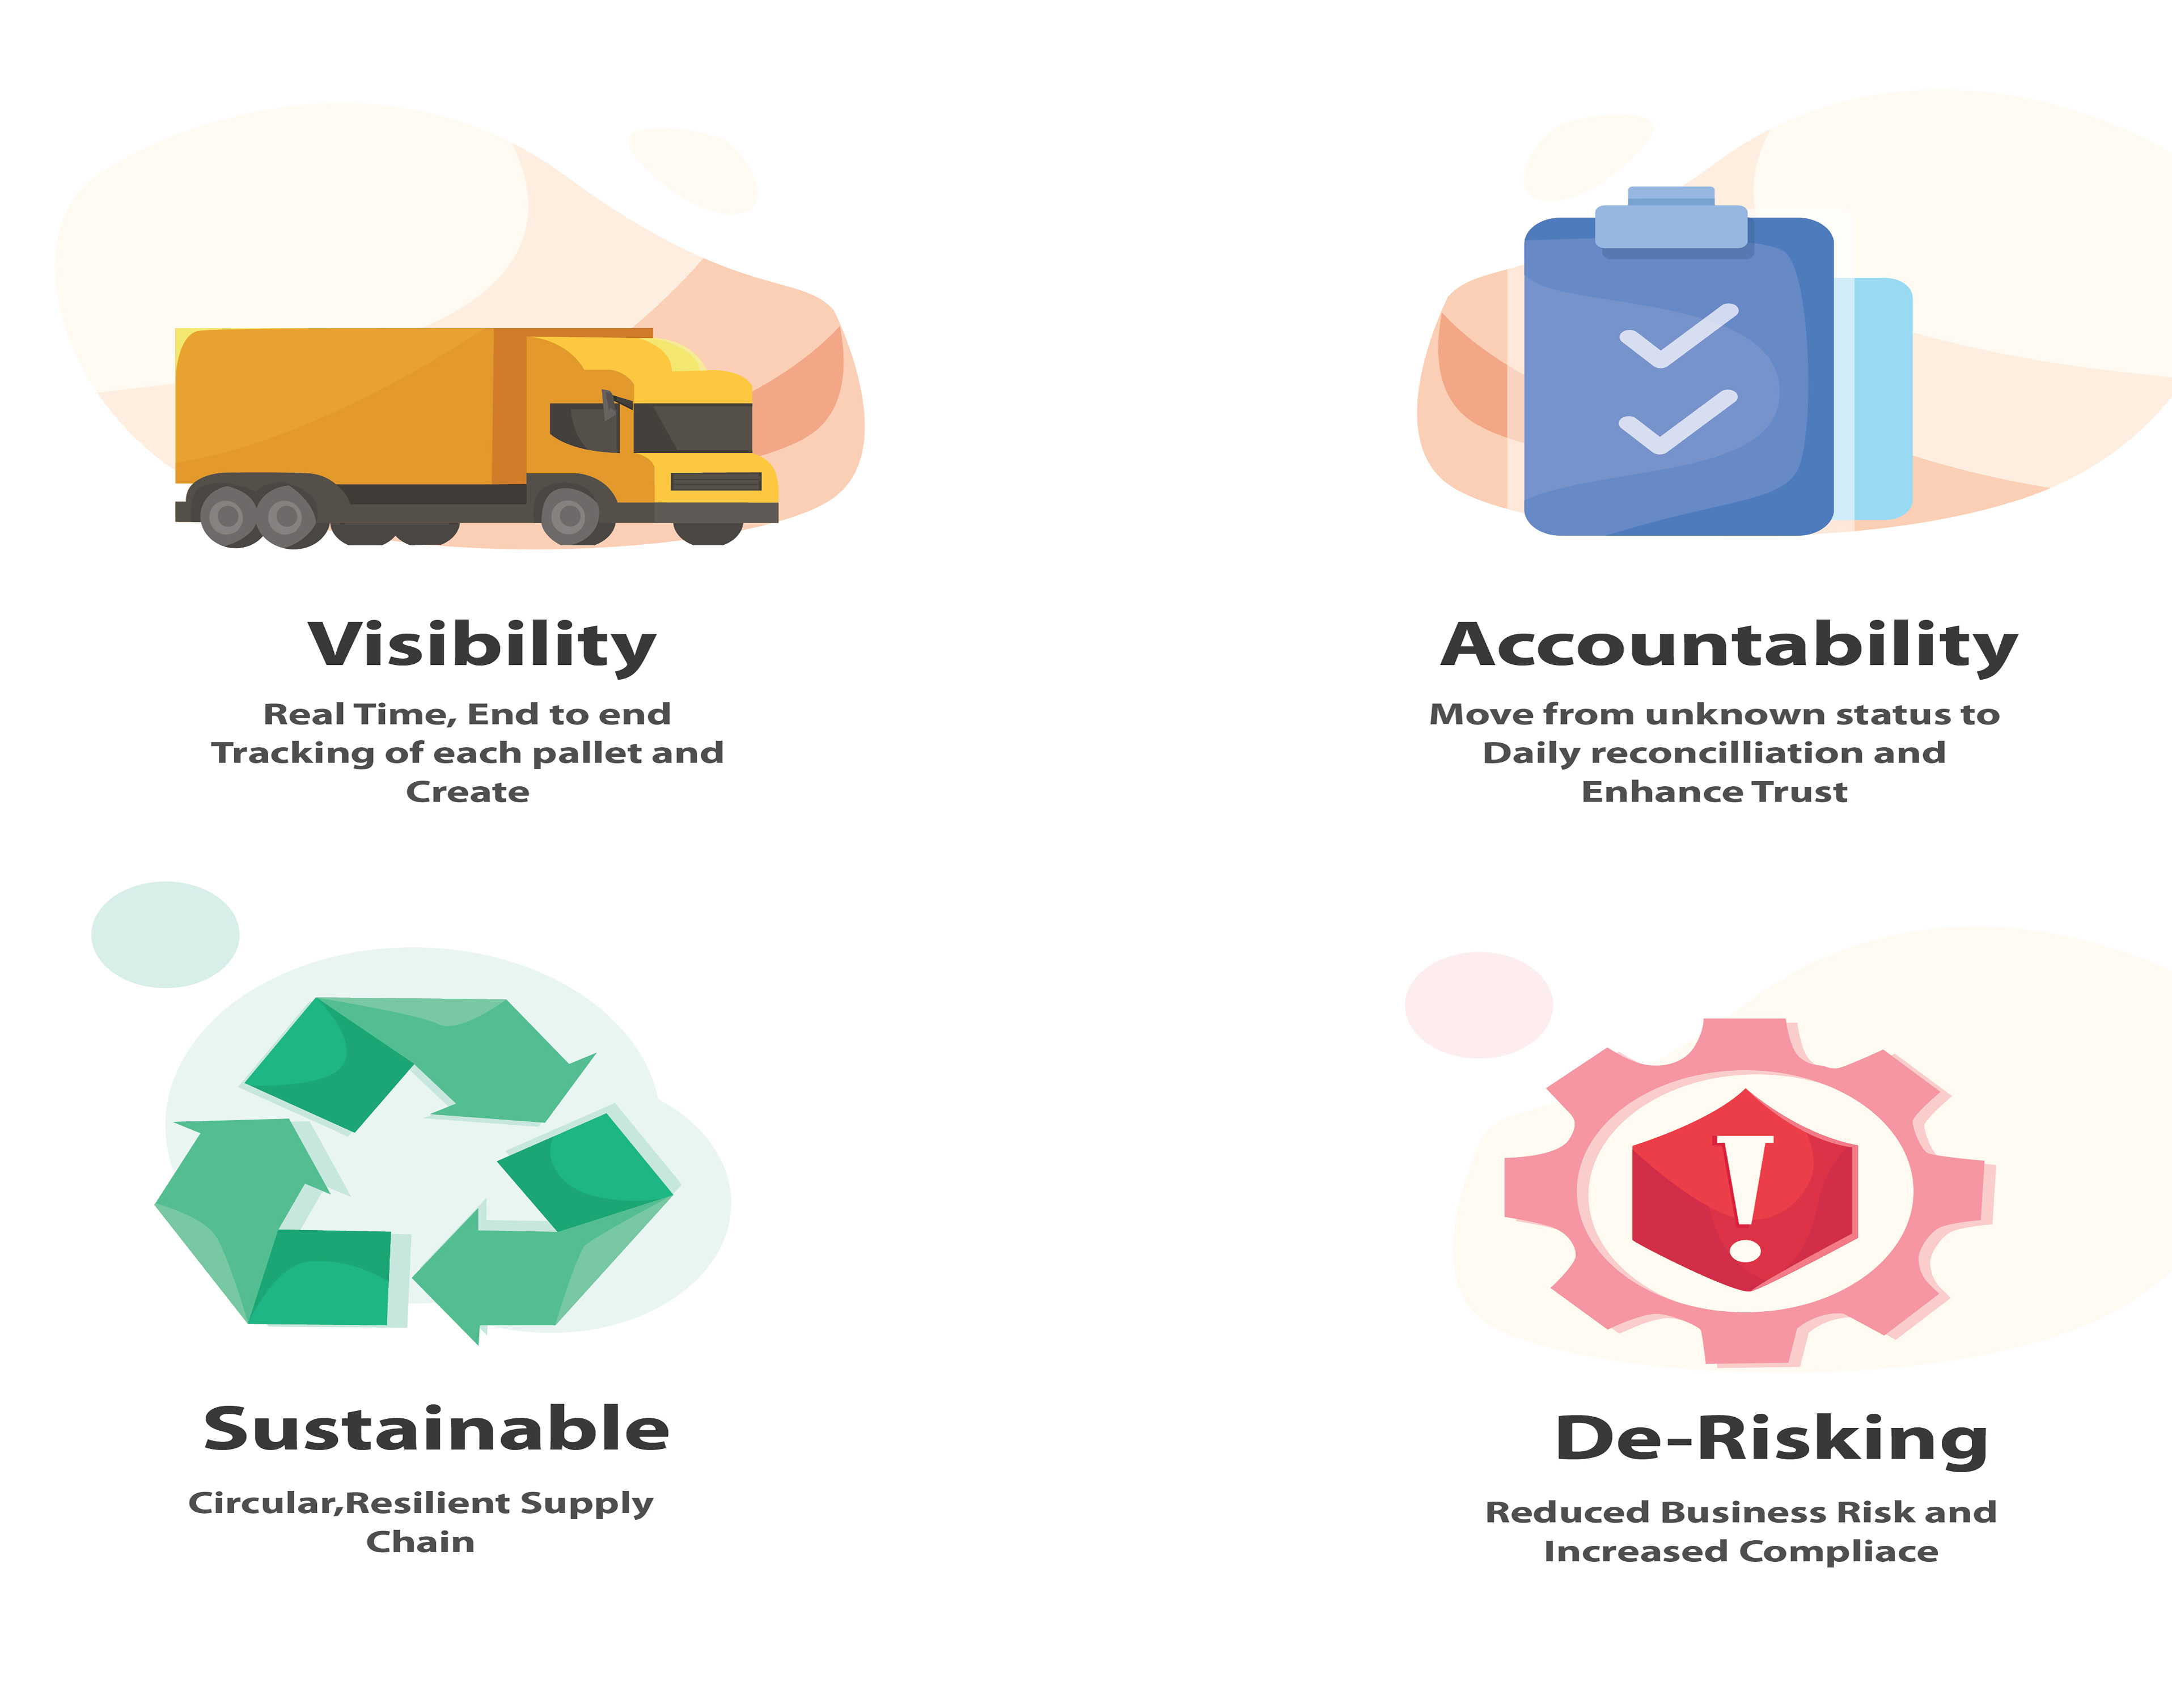 Visibility
Real Time, End to end
Tracking of each pallet and
Create
Accountability
Move from unknown status to
Daily reconcilliation and
Enhance Trust
Sustainable
Circular,Resilient Supply
Chain
De-Risking
Reduced Business Risk and
Increased Compliace